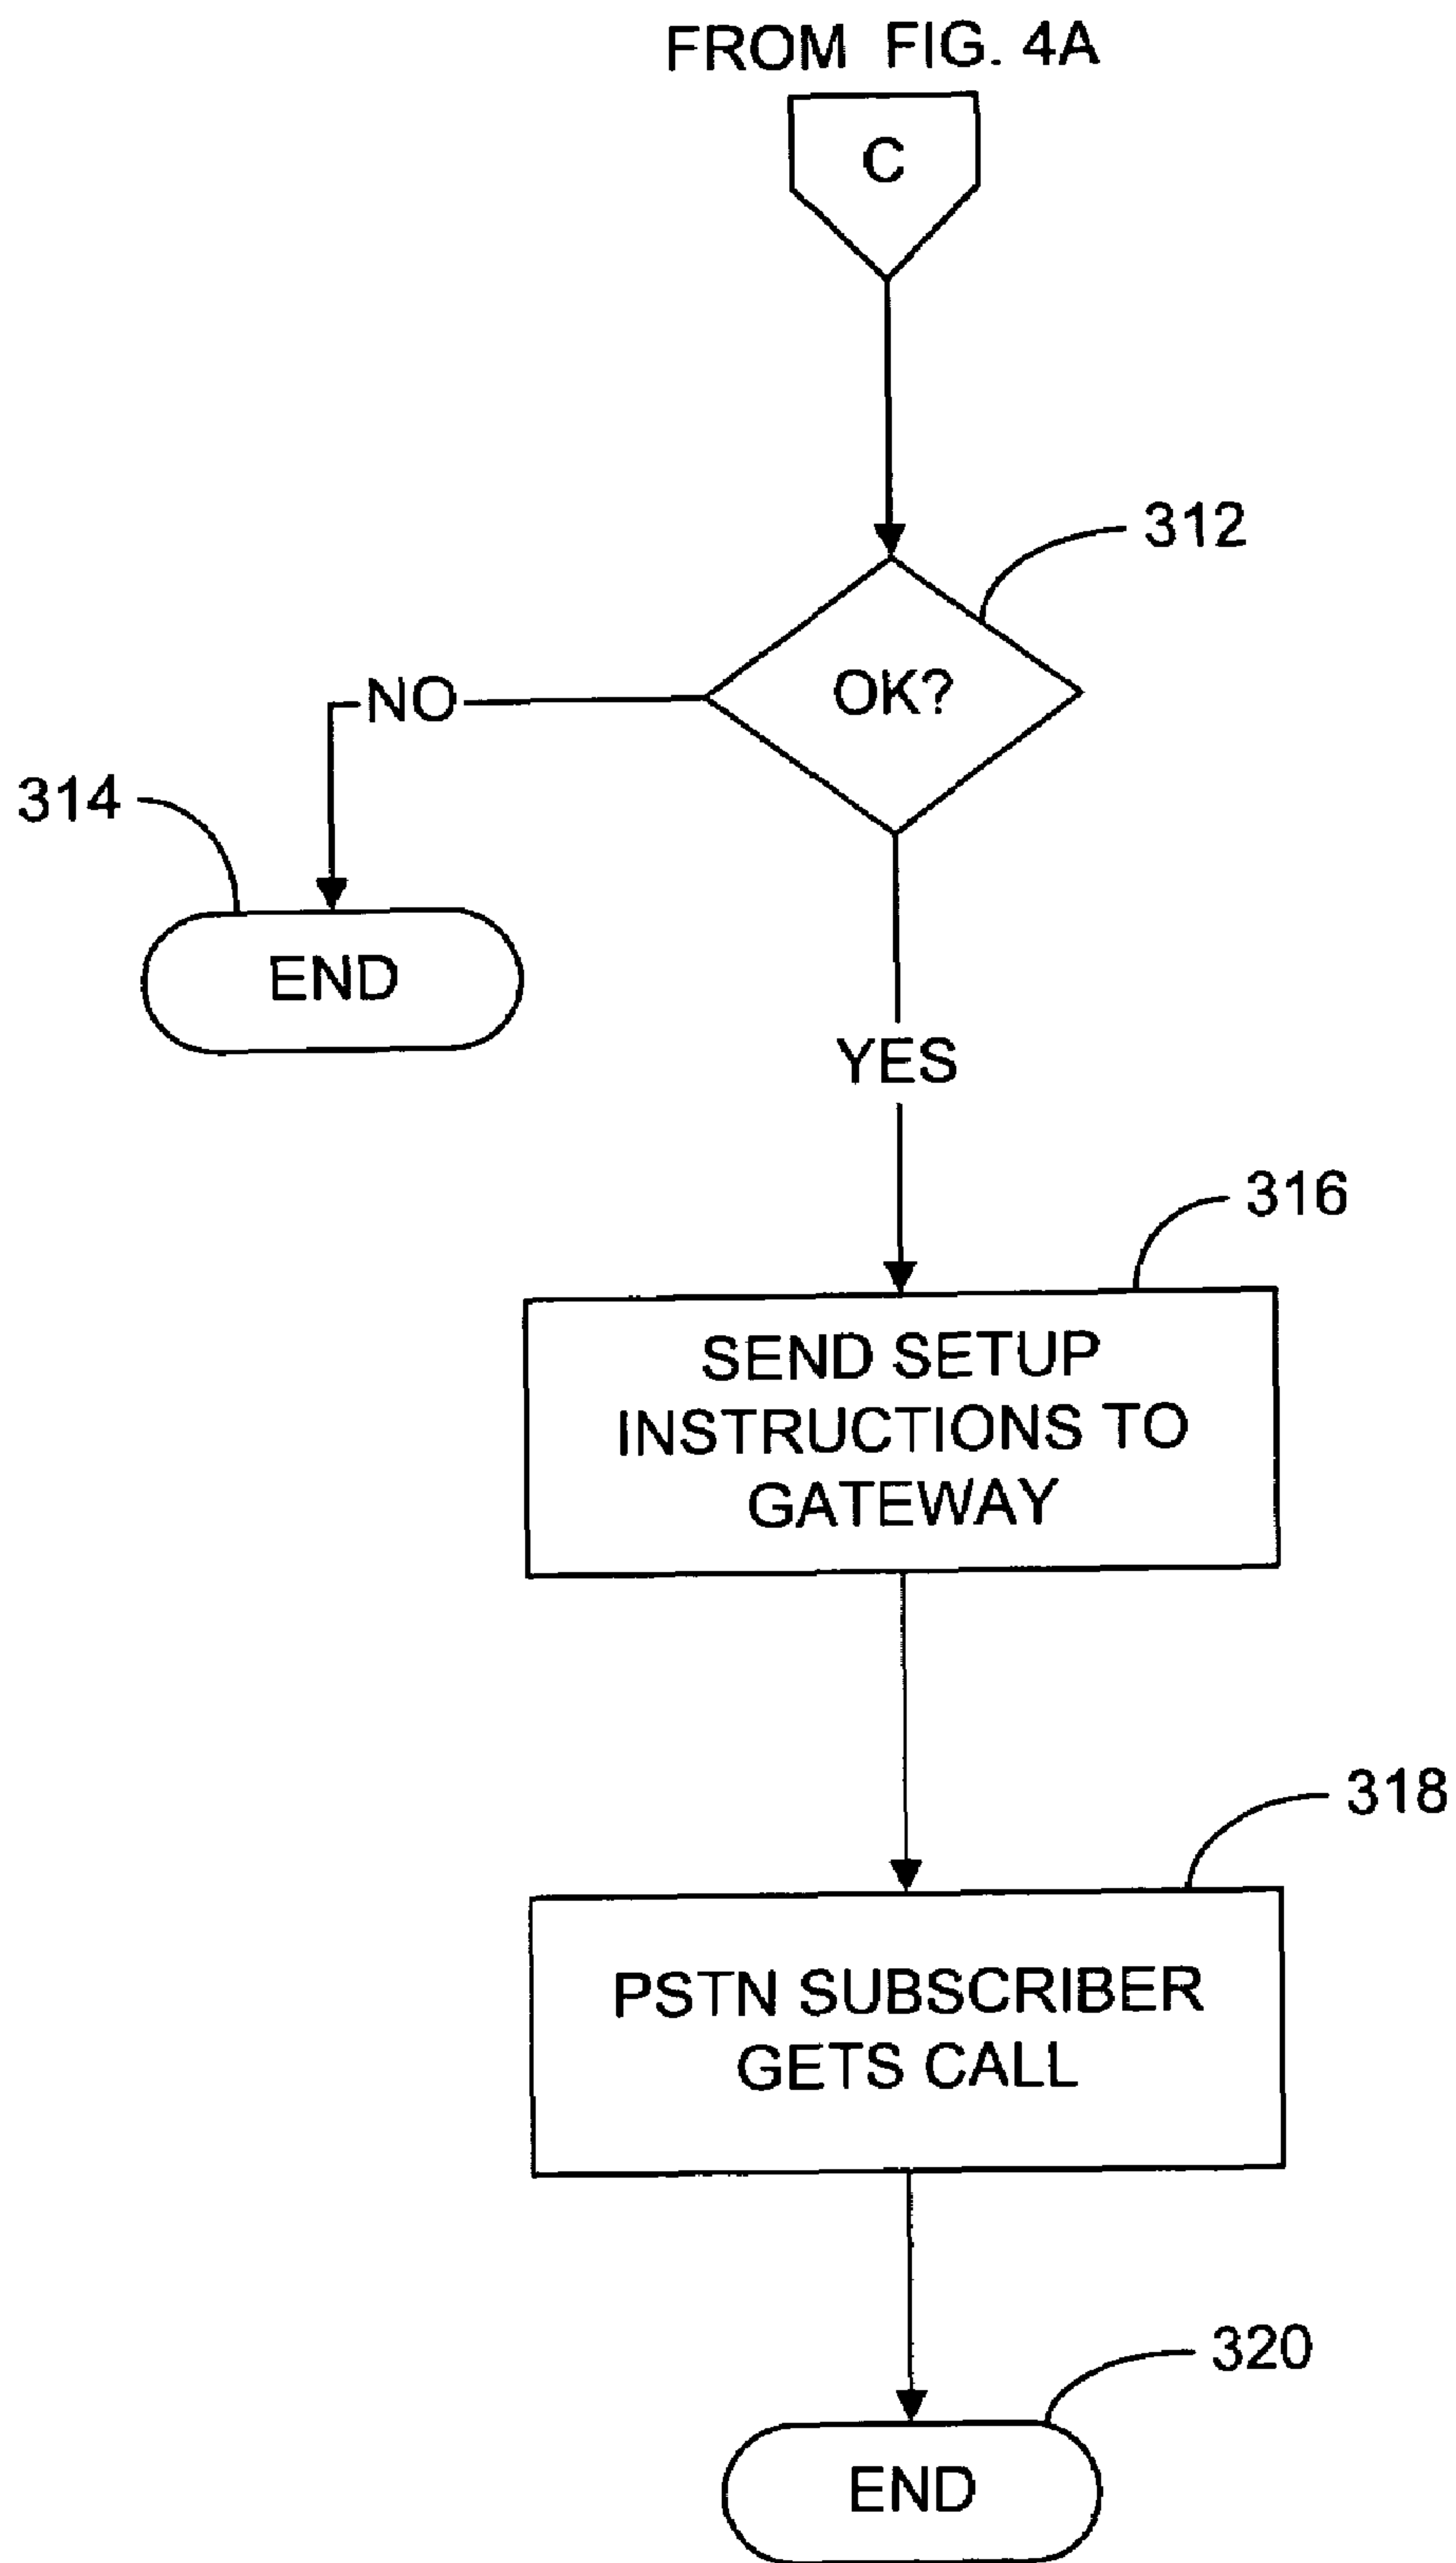 FROM FIG. 4A
C
312
OK?
NO
314
END
YES
316
SEND SETUP
INSTRUCTIONS TO
GATEWAY
318
PSTN SUBSCRIBER
GETS CALL
320
END